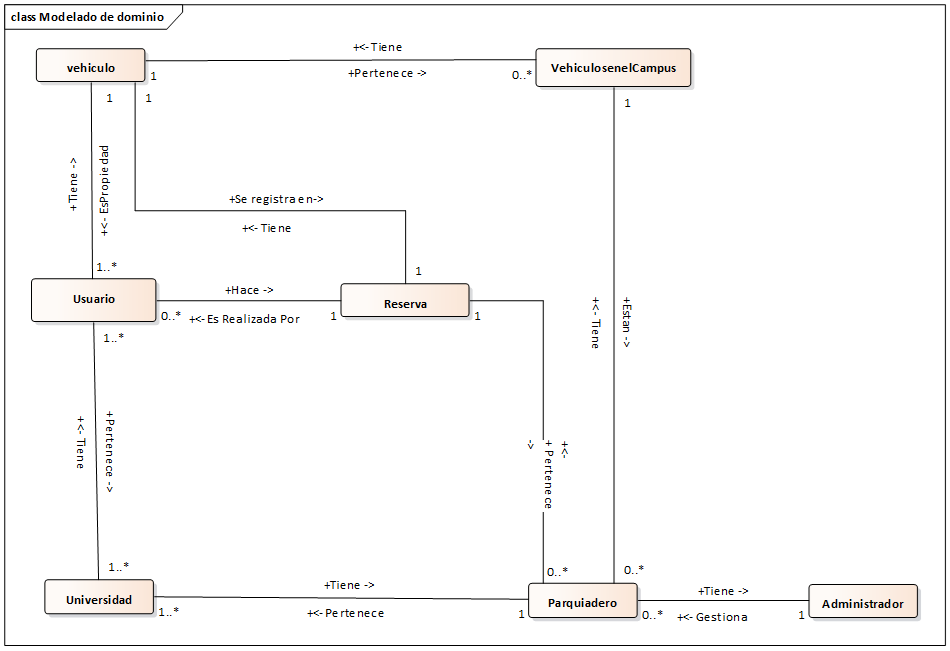 class Modelado de dominio
+<- Tiene
vehiculo
1
+Pertenece ->
0..*
VehiculosenelCampus
1
1
1
+Tiene ->
+<- EsPropiedad
+Se registra en->
+<- Tiene
1..*
1
Usuario
+Hace ->
Reserva
0..*
+<- Es Realizada Por
1
1
1..*
+<- Tiene
+Estan ->
+<- Tiene
+Pertenece ->
+ Pertenece
->
+<-
1..*
0..*
0..*
Universidad
+Tiene ->
Parquiadero
+Tiene ->
Administrador
1..*
+<- Pertenece
1
0..*
+<- Gestiona
1